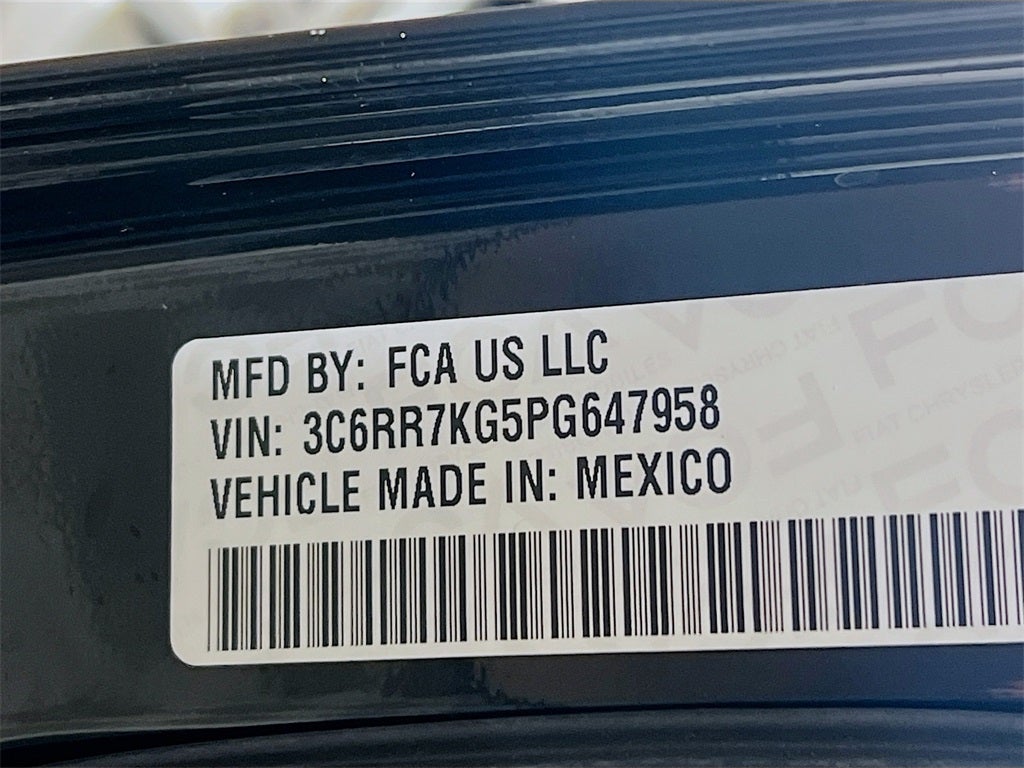 MFD BY: FCA US LLC
VIN: 3C6RR7KG5PG647958
VEHICLE MADE IN: MEXICO